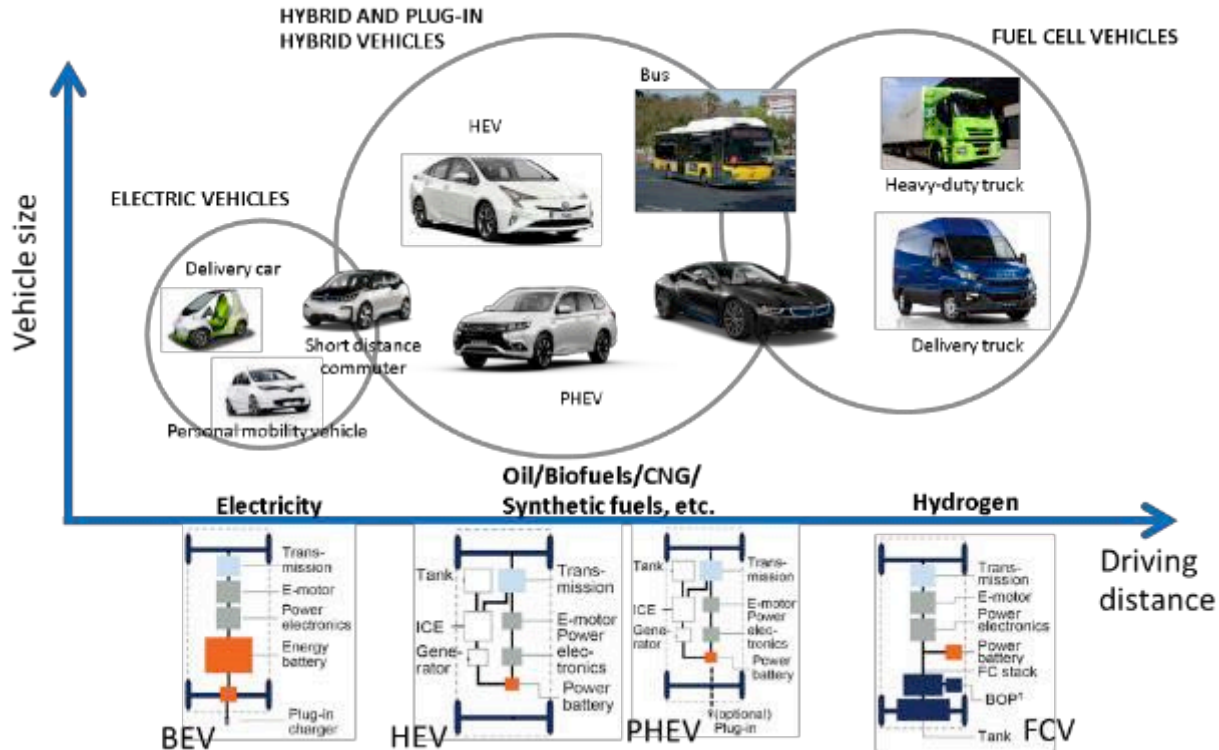 HYBRID AND PLUG-IN
HYBRID VEHICLES
FUEL CELL VEHICLES
Bus
HEV
Heavy-duty truck
ELECTRIC VEHICLES
Vehicle size
Delivery car
Short distance
commuter
Delivery truck
PHEV
Personal mobility vehicle
Oil/Biofuels/CNG/
Electricity
Synthetic fuels, etc.
Hydrogen
Driving
distance
Trans-
mission
E-motor
Power
electronics
Energy
battery
Plug-in
charger
BEV
Tank
Trans-
mission
ICE
E-motor
Power
elec-
tronics
Gene-
rator
Power
battery
HEV
Tank
Trans-
mission
ICE
E-motor
Power
elec-
tronics
Gene-
rator
Power
battery
(optional)
Plug-in
PHEV
Trans-
mission
E-motor
Power
electronics
Power
battery
FC stack
BOP¹
Tank
FCV